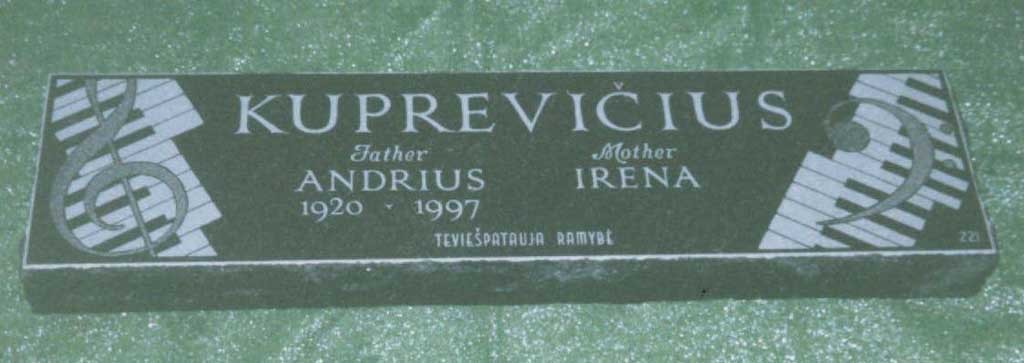 KUPREVIČIUS
Father Mother
ANDRIUS IRENA
1920 - 1997
TEVIEŠPATAUJA RAMYBĖ
221